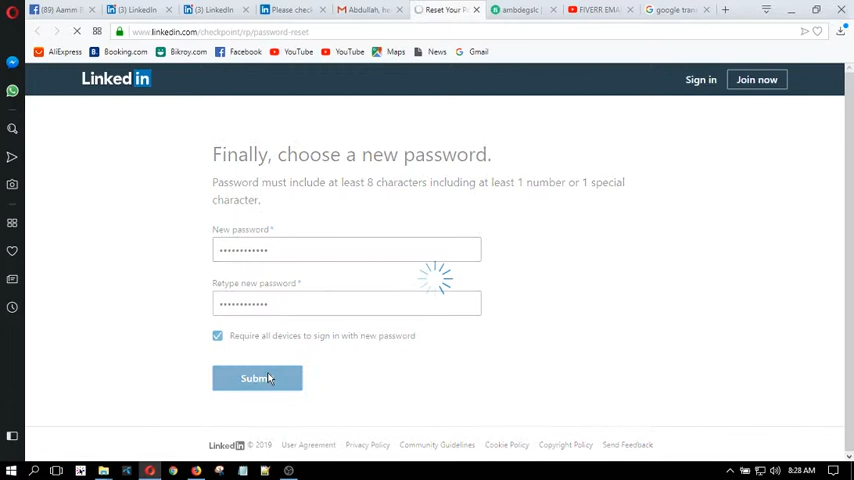 (89) Aamm B
(3) LinkedIn
(3) LinkedIn
Please check
Abdullah, he
Reset Your P
ambdegslc
FIVERR EMAI
google tran
www.linkedin.com/checkpoint/rp/password-reset
AliExpress
Booking.com
Bikroy.com
Facebook
YouTube
YouTube
Maps
News
Gmail
Linked in
Sign in
Join now
Finally, choose a new password.
Password must include at least 8 characters including at least 1 number or 1 special
character.
New password*
••••••••••••
Retype new password*
••••••••••••
Require all devices to sign in with new password
Submit
Linked in © 2019 User Agreement Privacy Policy Community Guidelines Cookie Policy Copyright Policy Send Feedback
8:28 AM